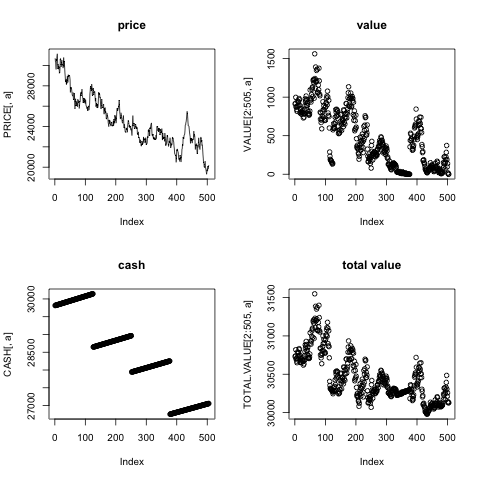 price
PRICE[, a]
20000 24000 28000
0 100 200 300 400 500
Index
value
VALUE[2:505, a]
0 500 1000 1500
0 100 200 300 400 500
Index
cash
CASH[, a]
27000 28500 30000
0 100 200 300 400 500
Index
total value
TOTAL.VALUE[2:505, a]
30000 30500 31000 31500
0 100 200 300 400 500
Index